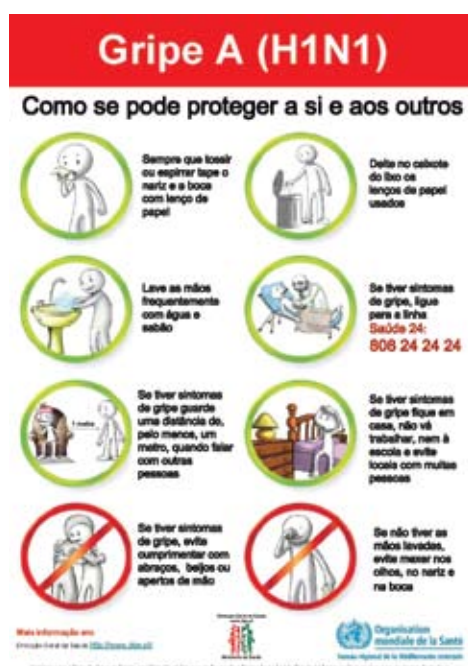 Gripe A (H1N1)
Como se pode proteger a si e aos outros
Sempre que tossir
ou espirrar tape o
nariz e a boca
com lenço de
papel
Deite no caixote
do lixo os
lenços de papel
usados
Lave as mãos
frequentemente
com água e
sabão
Se tiver sintomas
de gripe, ligue
para a linha
Saúde 24:
808 24 24 24
1 metro
Se tiver sintomas
de gripe guarde
uma distância de,
pelo menos, um
metro, quando falar
com outras
pessoas
Se tiver sintomas
de gripe fique em
casa, não vá
trabalhar, nem à
escola e evite
locais com muitas
pessoas
Se tiver sintomas
de gripe, evite
cumprimentar com
abraços, beijos ou
apertos de mão
Se não tiver as
mãos lavadas,
evite mexer nos
olhos, no nariz e
na boca
Mais informação em:
Direcção Geral da Saúde
Organisation
mondiale de la Santé